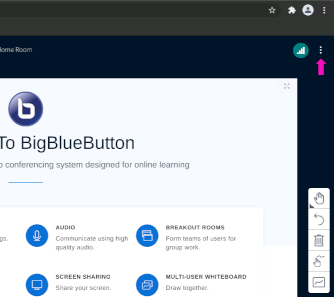 Home Room
To BigBlueButton
conferencing system designed for online learning
AUDIO
Communicate using high
quality audio.
BREAKOUT ROOMS
Form teams of users for
group work.
SCREEN SHARING
Share your screen.
MULTI-USER WHITEBOARD
Draw together.